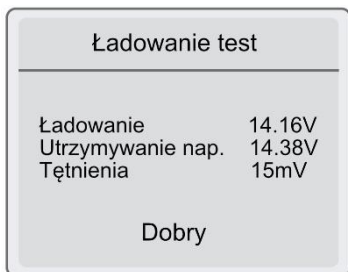 Ładowanie test
Ładowanie 14.16V
Utrzymywanie nap. 14.38V
Tętnienia 15mV
Dobry